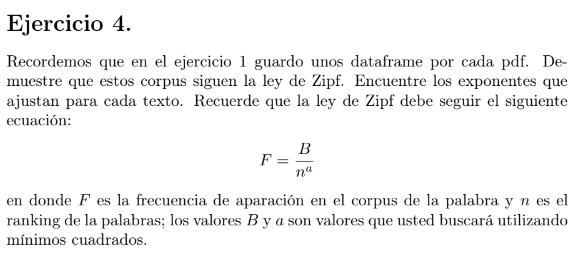 Ejercicio 4.
Recordemos que en el ejercicio 1 guardo unos dataframe por cada pdf. De-
muestre que estos corpus siguen la ley de Zipf. Encuentre los exponentes que
ajustan para cada texto. Recuerde que la ley de Zipf debe seguir el siguiente
ecuación:
F = B / n^a
en donde F es la frecuencia de aparación en el corpus de la palabra y n es el
ranking de la palabras; los valores B y a son valores que usted buscará utilizando
mínimos cuadrados.